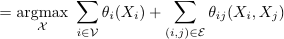 = argmax_𝒳 ∑_{i∈𝒱} θ_i(X_i) + ∑_{(i,j)∈ℰ} θ_{ij}(X_i, X_j)